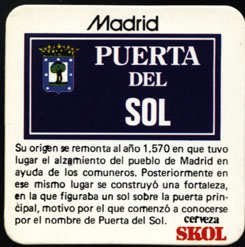 Madrid
PUERTA
DEL
SOL
Su origen se remonta al año 1.570 en que tuvo
lugar el alzamiento del pueblo de Madrid en
ayuda de los comuneros. Posteriormente en
ese mismo lugar se construyó una fortaleza,
en la que figuraba un sol sobre la puerta prin-
cipal, motivo por el que comenzó a conocerse
por el nombre de Puerta del Sol.
cerveza
SKOL